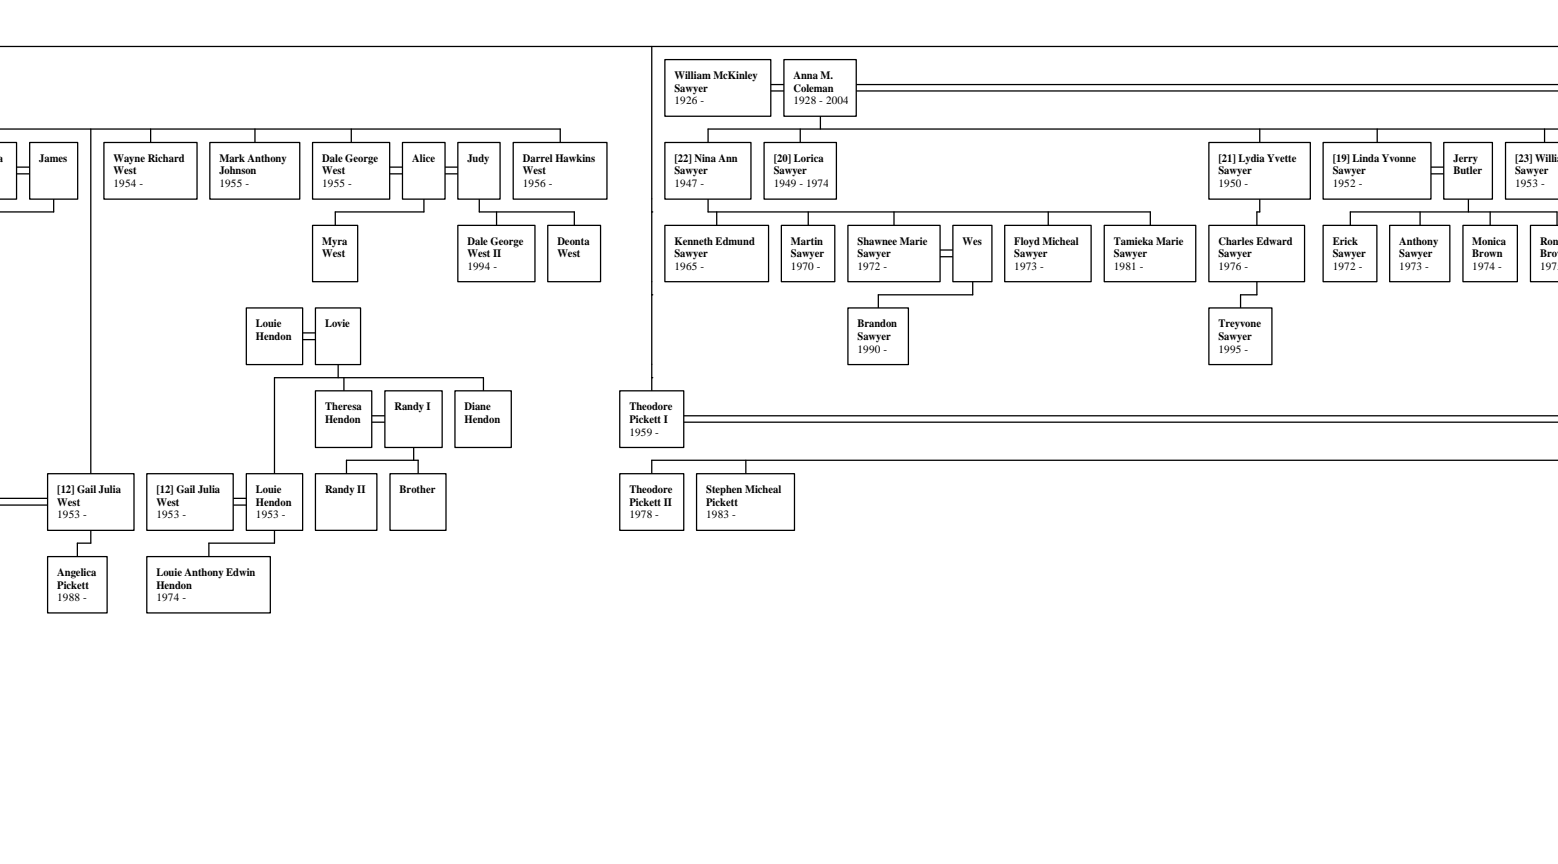 William McKinley
Sawyer
1926 -
Anna M.
Coleman
1928 - 2004
a
James
Wayne Richard
West
1954 -
Mark Anthony
Johnson
1955 -
Dale George
West
1955 -
Alice
Judy
Darrel Hawkins
West
1956 -
[22] Nina Ann
Sawyer
1947 -
[20] Lorica
Sawyer
1949 - 1974
[21] Lydia Yvette
Sawyer
1950 -
[19] Linda Yvonne
Sawyer
1952 -
Jerry
Butler
[23] Willia
Sawyer
1953 -
Myra
West
Dale George
West II
1994 -
Deonta
West
Kenneth Edmund
Sawyer
1965 -
Martin
Sawyer
1970 -
Shawnee Marie
Sawyer
1972 -
Wes
Floyd Micheal
Sawyer
1973 -
Tamieka Marie
Sawyer
1981 -
Charles Edward
Sawyer
1976 -
Erick
Sawyer
1972 -
Anthony
Sawyer
1973 -
Monica
Brown
1974 -
Ron
Bro
197
Louie
Hendon
Lovie
Brandon
Sawyer
1990 -
Treyvone
Sawyer
1995 -
Theresa
Hendon
Randy I
Diane
Hendon
Theodore
Pickett I
1959 -
[12] Gail Julia
West
1953 -
[12] Gail Julia
West
1953 -
Louie
Hendon
1953 -
Randy II
Brother
Theodore
Pickett II
1978 -
Stephen Micheal
Pickett
1983 -
Angelica
Pickett
1988 -
Louie Anthony Edwin
Hendon
1974 -